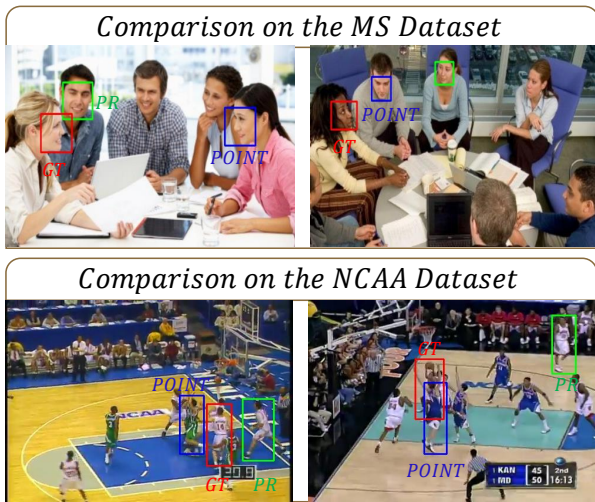 Comparison on the MS Dataset
PR
GT
POINT
POINT
GT
Comparison on the NCAA Dataset
POINT
NCAA
14
GT
PR
GT
PR
POINT
KAN 45 2nd
MD 50 16:13